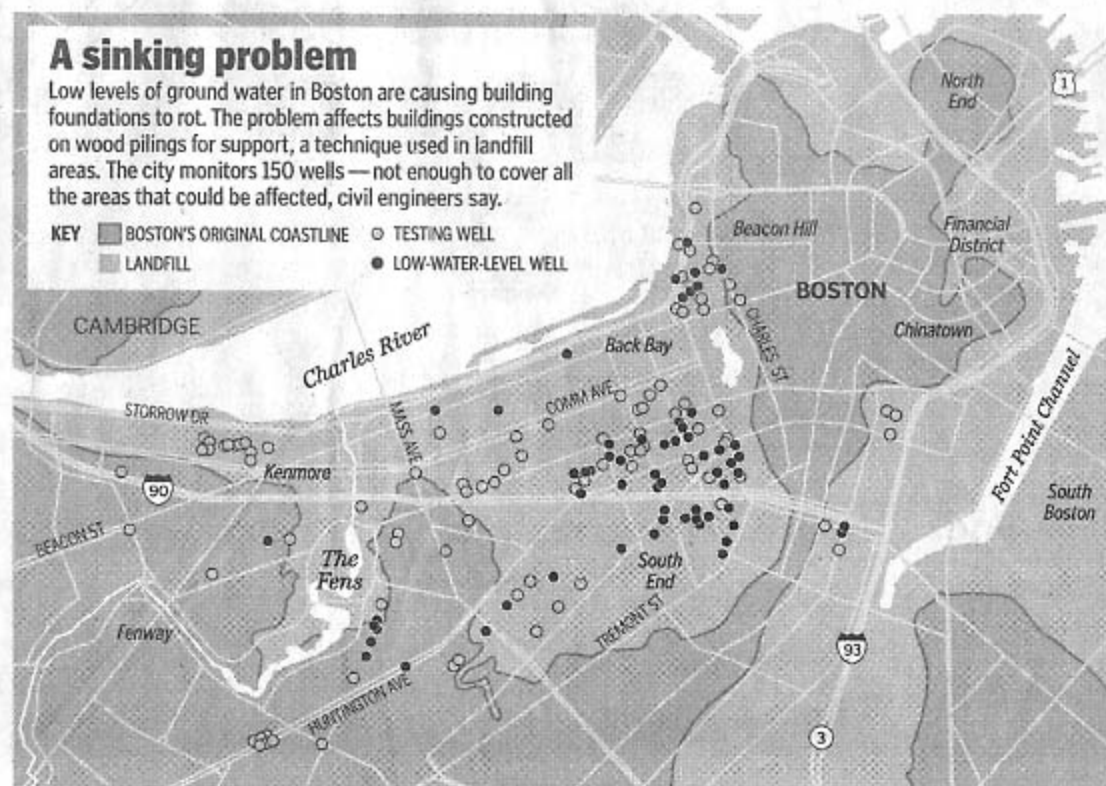 A sinking problem
Low levels of ground water in Boston are causing building
foundations to rot. The problem affects buildings constructed
on wood pilings for support, a technique used in landfill
areas. The city monitors 150 wells — not enough to cover all
the areas that could be affected, civil engineers say.
KEY BOSTON'S ORIGINAL COASTLINE TESTING WELL
LANDFILL LOW-WATER-LEVEL WELL
North
End
1
Beacon Hill
Financial
District
BOSTON
CAMBRIDGE
Chinatown
Charles River
Back Bay
CHARLES ST
COMM AVE
STORROW DR
MASS AVE
Fort Point Channel
Kenmore
90
South
Boston
BEACON ST
The
Fens
South
End
Fenway
TREMONT ST
93
HUNTINGTON AVE
3